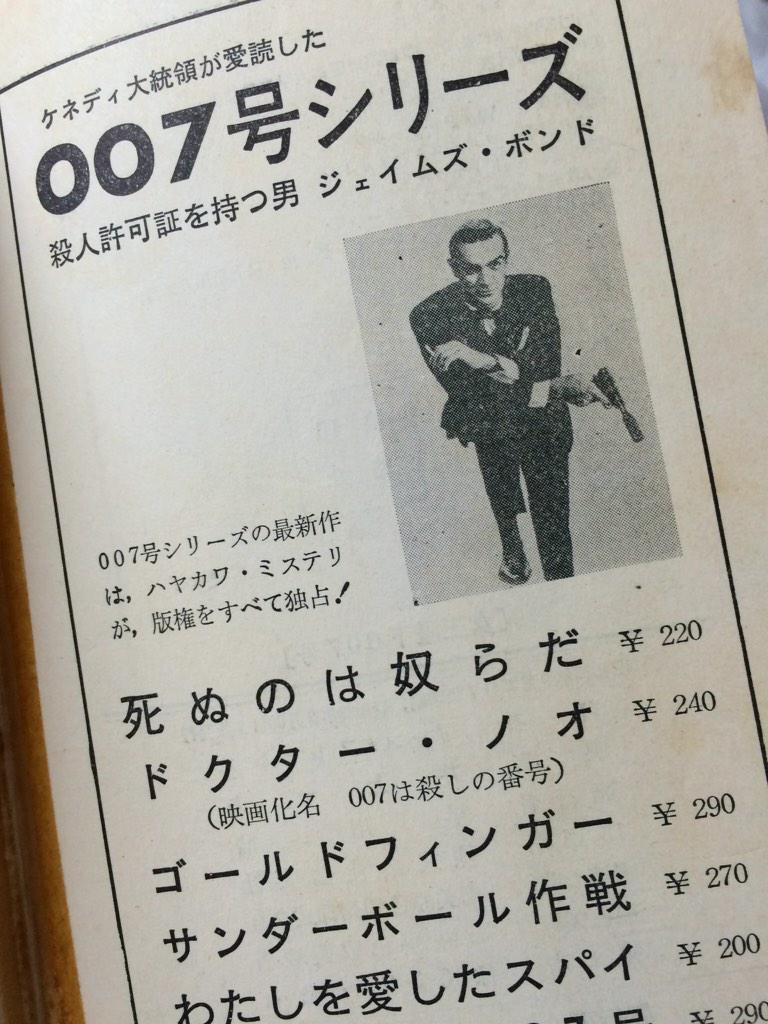 ケネディ大統領が愛読した
007号シリーズ
殺人許可証を持つ男 ジェイムズ・ボンド
007号シリーズの最新作
は，ハヤカワ・ミステリ
が，版権をすべて独占！
死ぬのは奴らだ ¥ 220
ドクター・ノオ ¥ 240
（映画化名 007は殺しの番号）
ゴールドフィンガー ¥ 290
サンダーボール作戦 ¥ 270
わたしを愛したスパイ ¥ 200
007号 ¥ 290